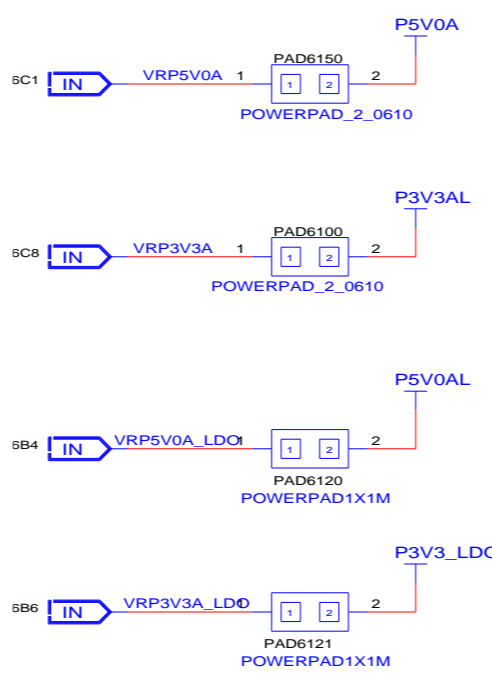 P5V0A
PAD6150
6C1 IN VRP5V0A 1 1 2 2
POWERPAD_2_0610
P3V3AL
PAD6100
6C8 IN VRP3V3A 1 1 2 2
POWERPAD_2_0610
P5V0AL
6B4 IN VRP5V0A_LDO 1 1 2 2
PAD6120
POWERPAD1X1M
P3V3_LDO
6B6 IN VRP3V3A_LDO 1 1 2 2
PAD6121
POWERPAD1X1M